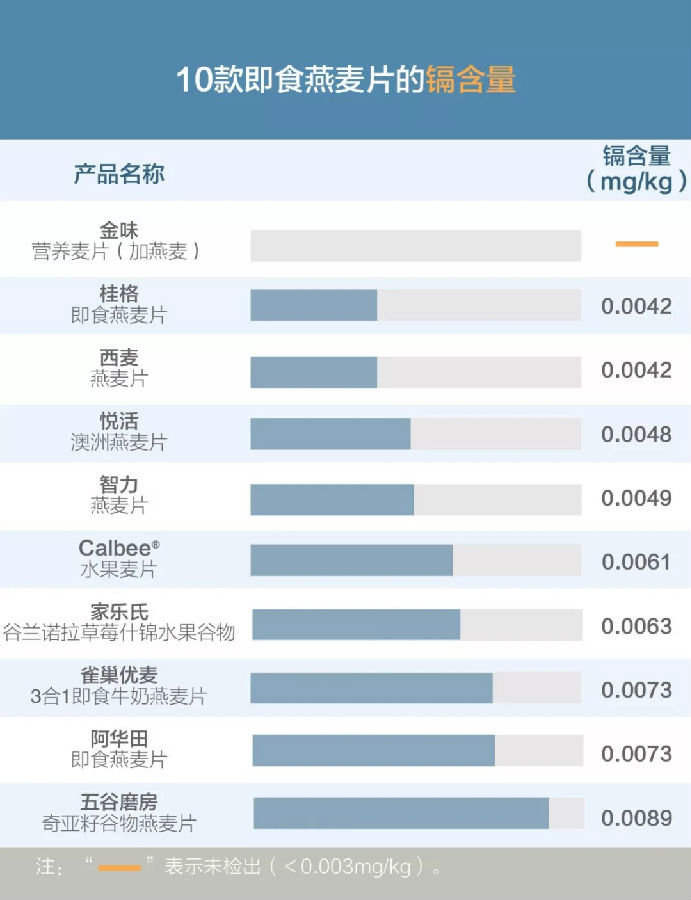 10款即食燕麦片的镉含量
产品名称
镉含量
（mg/kg）
金味
营养麦片（加燕麦）
桂格
即食燕麦片
0.0042
西麦
燕麦片
0.0042
悦活
澳洲燕麦片
0.0048
智力
燕麦片
0.0049
Calbee®
水果麦片
0.0061
家乐氏
谷兰诺拉草莓什锦水果谷物
0.0063
雀巢优麦
3合1即食牛奶燕麦片
0.0073
阿华田
即食燕麦片
0.0073
五谷磨房
奇亚籽谷物燕麦片
0.0089
注：“——”表示未检出（＜0.003mg/kg）。